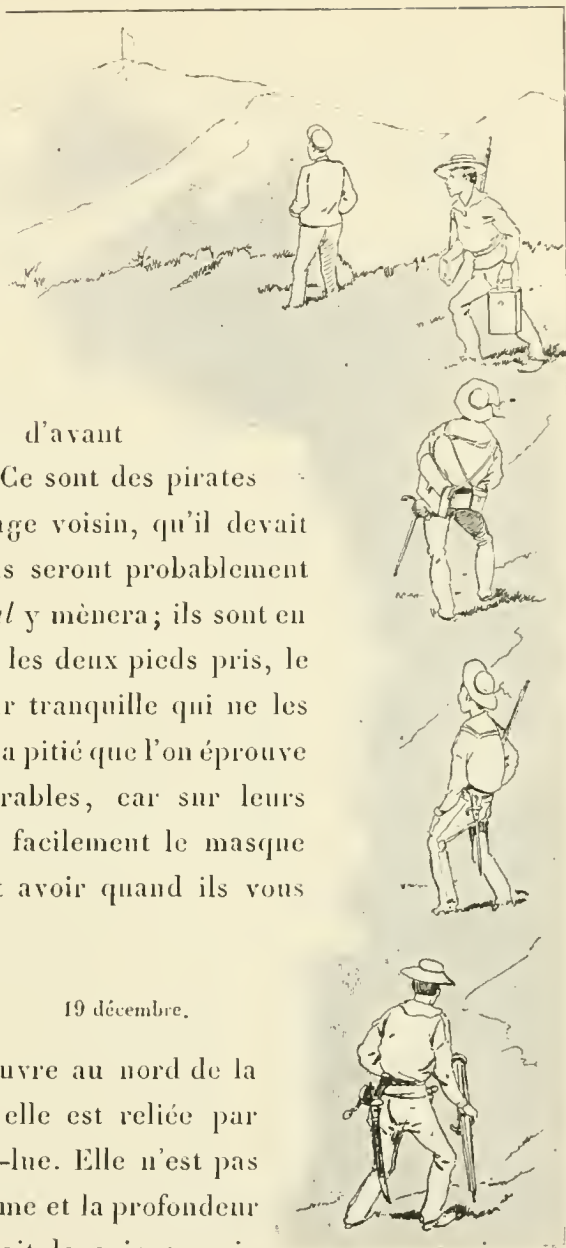 d'avant
Ce sont des pirates
age voisin, qu'il devait
s seront probablement
l y mènera; ils sont en
les deux pieds pris, le
r tranquille qui ne les
a pitié que l'on éprouve
rables, car sur leurs
facilement le masque
t avoir quand ils vous
19 décembre.
uvre au nord de la
elle est reliée par
-lue. Elle n'est pas
me et la profondeur